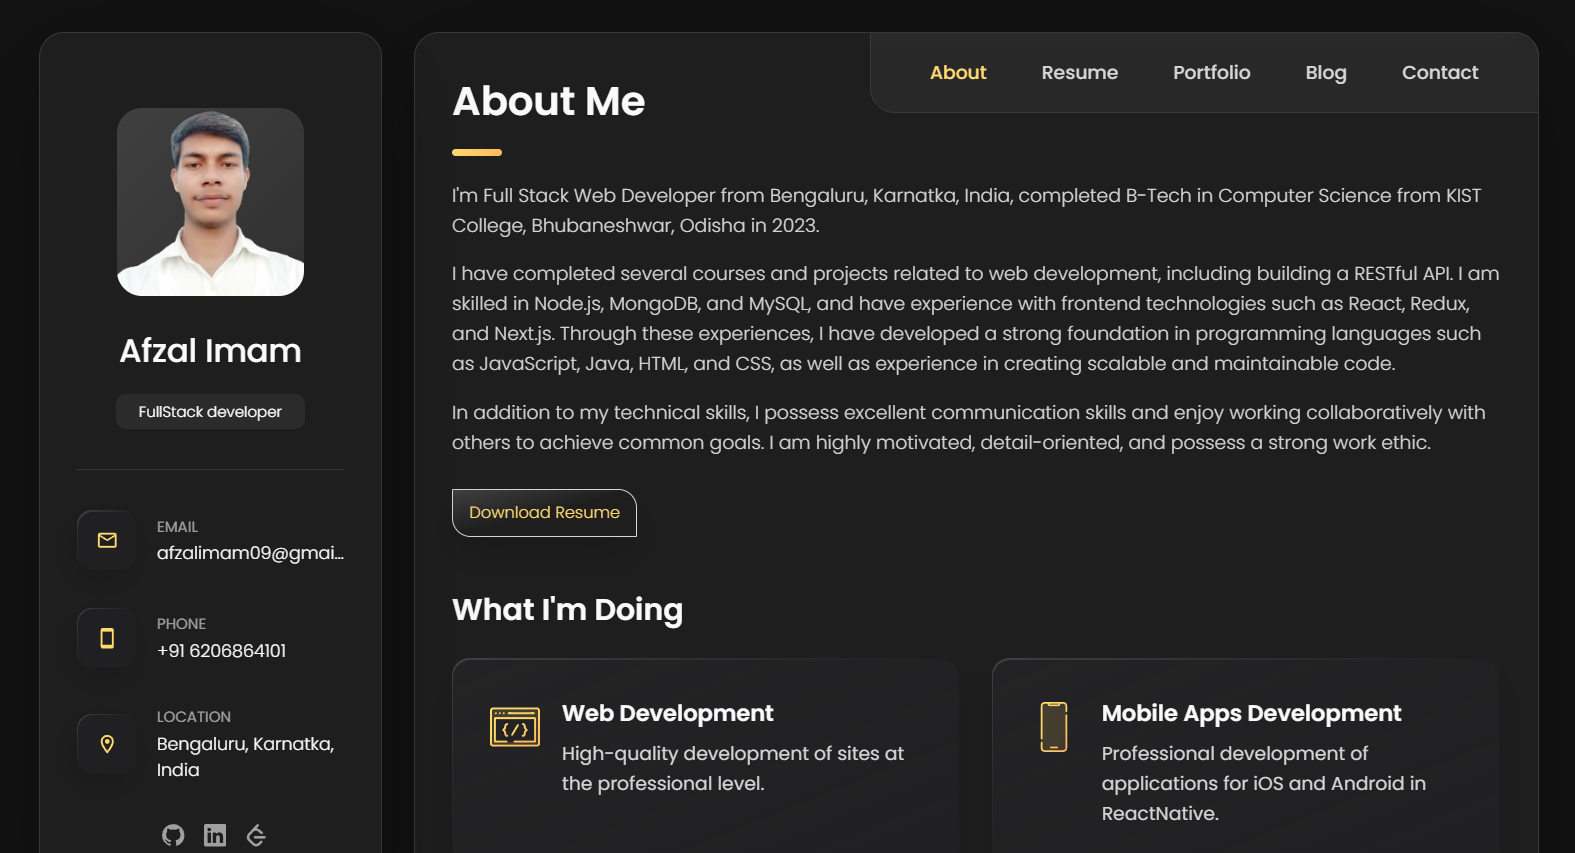 Afzal Imam
FullStack developer
EMAIL
afzalimam09@gmai...
PHONE
+91 6206864101
LOCATION
Bengaluru, Karnatka,
India
About
Resume
Portfolio
Blog
Contact
About Me
I'm Full Stack Web Developer from Bengaluru, Karnatka, India, completed B-Tech in Computer Science from KIST
College, Bhubaneshwar, Odisha in 2023.
I have completed several courses and projects related to web development, including building a RESTful API. I am
skilled in Node.js, MongoDB, and MySQL, and have experience with frontend technologies such as React, Redux,
and Next.js. Through these experiences, I have developed a strong foundation in programming languages such
as JavaScript, Java, HTML, and CSS, as well as experience in creating scalable and maintainable code.
In addition to my technical skills, I possess excellent communication skills and enjoy working collaboratively with
others to achieve common goals. I am highly motivated, detail-oriented, and possess a strong work ethic.
Download Resume
What I'm Doing
Web Development
High-quality development of sites at
the professional level.
Mobile Apps Development
Professional development of
applications for iOS and Android in
ReactNative.